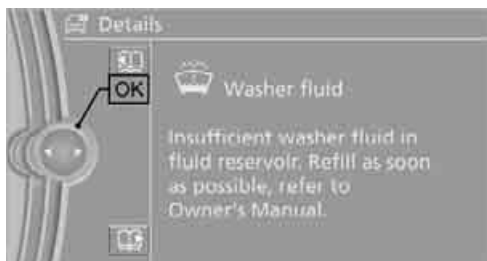 Details
OK
Washer fluid
Insufficient washer fluid in
fluid reservoir. Refill as soon
as possible, refer to
Owner's Manual.